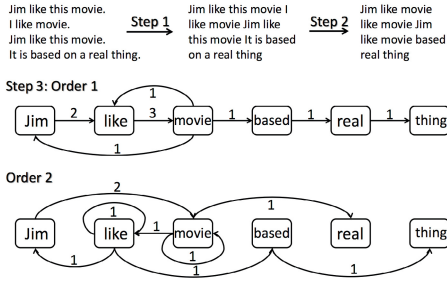 Jim like this movie.
I like movie.
Jim like this movie.
It is based on a real thing.
Step 1
Jim like this movie I
like movie Jim like
this movie It is based
on a real thing
Step 2
Jim like movie
like movie Jim
like movie based
real thing
Step 3: Order 1
1
Jim 2 like 3 movie 1 based 1 real 1 thing
1
Order 2
2
1
1
Jim like 1 movie based real thing
1
1
1
1